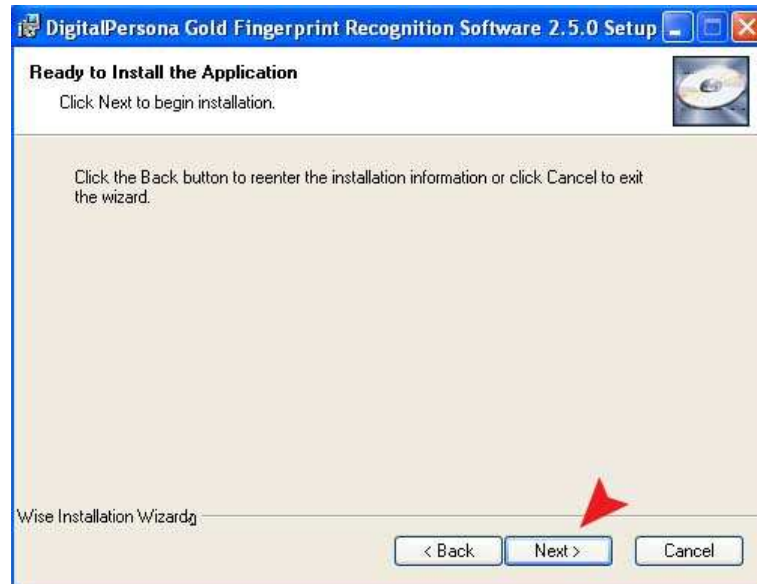 DigitalPersona Gold Fingerprint Recognition Software 2.5.0 Setup
Ready to Install the Application
Click Next to begin installation.
Click the Back button to reenter the installation information or click Cancel to exit
the wizard.
Wise Installation Wizard
< Back Next > Cancel